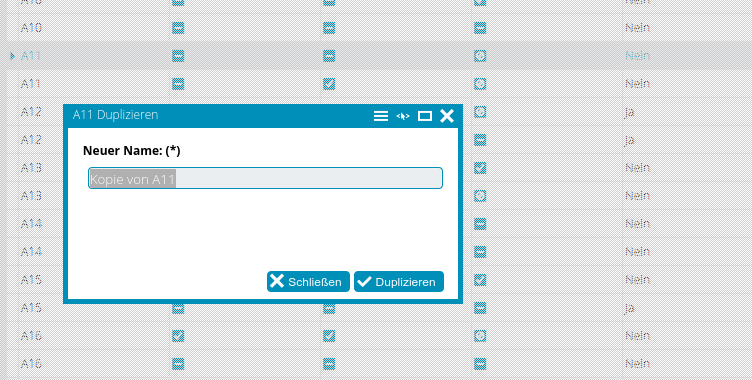 A10 Nein
A11 Nein
A11 Nein
A12 Ja
A12 Ja
A13 Nein
A13 Nein
A14 Nein
A14 Nein
A15 Nein
A15 Ja
A16 Nein
A16 Nein
A11 Duplizieren
Neuer Name: (*)
Kopie von A11
Schließen Duplizieren